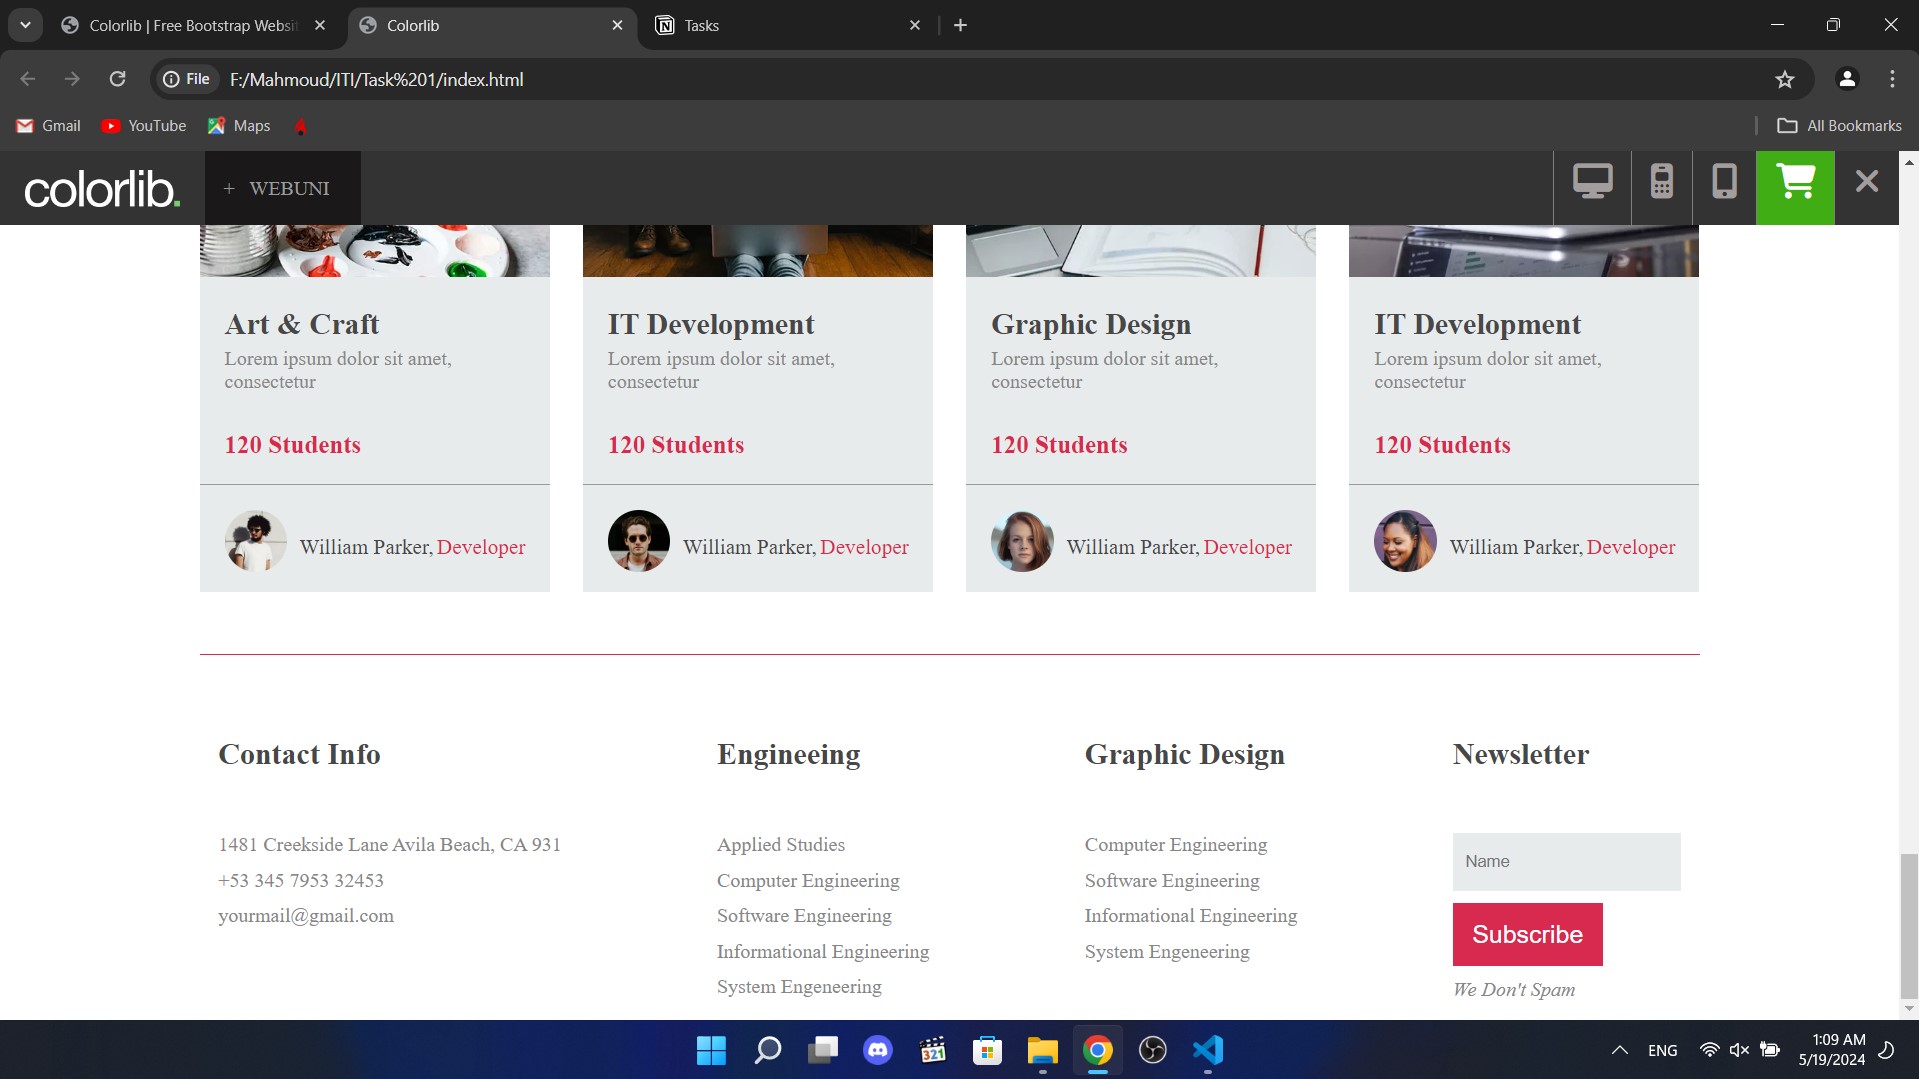 Colorlib | Free Bootstrap Websi
Colorlib
Tasks
File
F:/Mahmoud/ITI/Task%201/index.html
Gmail
YouTube
Maps
All Bookmarks
colorlib.
+ WEBUNI
Art & Craft
Lorem ipsum dolor sit amet,
consectetur
120 Students
William Parker, Developer
IT Development
Lorem ipsum dolor sit amet,
consectetur
120 Students
William Parker, Developer
Graphic Design
Lorem ipsum dolor sit amet,
consectetur
120 Students
William Parker, Developer
IT Development
Lorem ipsum dolor sit amet,
consectetur
120 Students
William Parker, Developer
Contact Info
1481 Creekside Lane Avila Beach, CA 931
+53 345 7953 32453
yourmail@gmail.com
Engineeing
Applied Studies
Computer Engineering
Software Engineering
Informational Engineering
System Engeneering
Graphic Design
Computer Engineering
Software Engineering
Informational Engineering
System Engeneering
Newsletter
Name
Subscribe
We Don't Spam
321
ENG
1:09 AM
5/19/2024